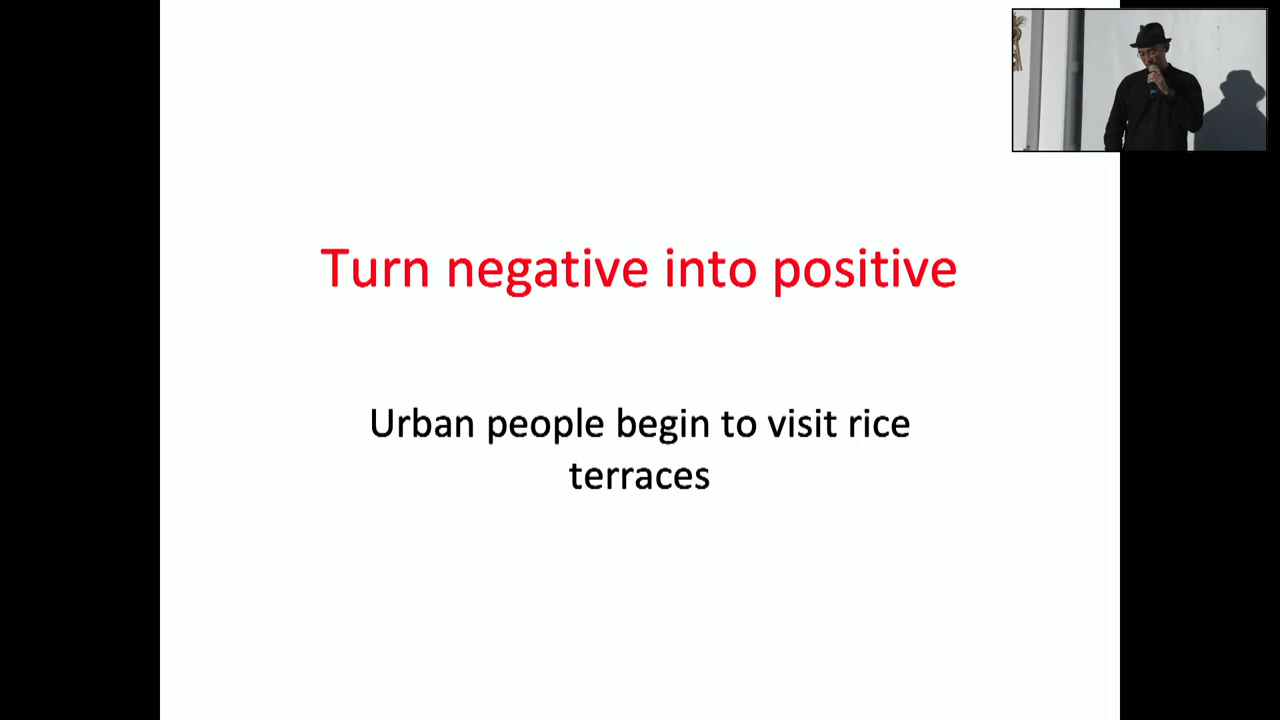 Turn negative into positive
Urban people begin to visit rice
terraces